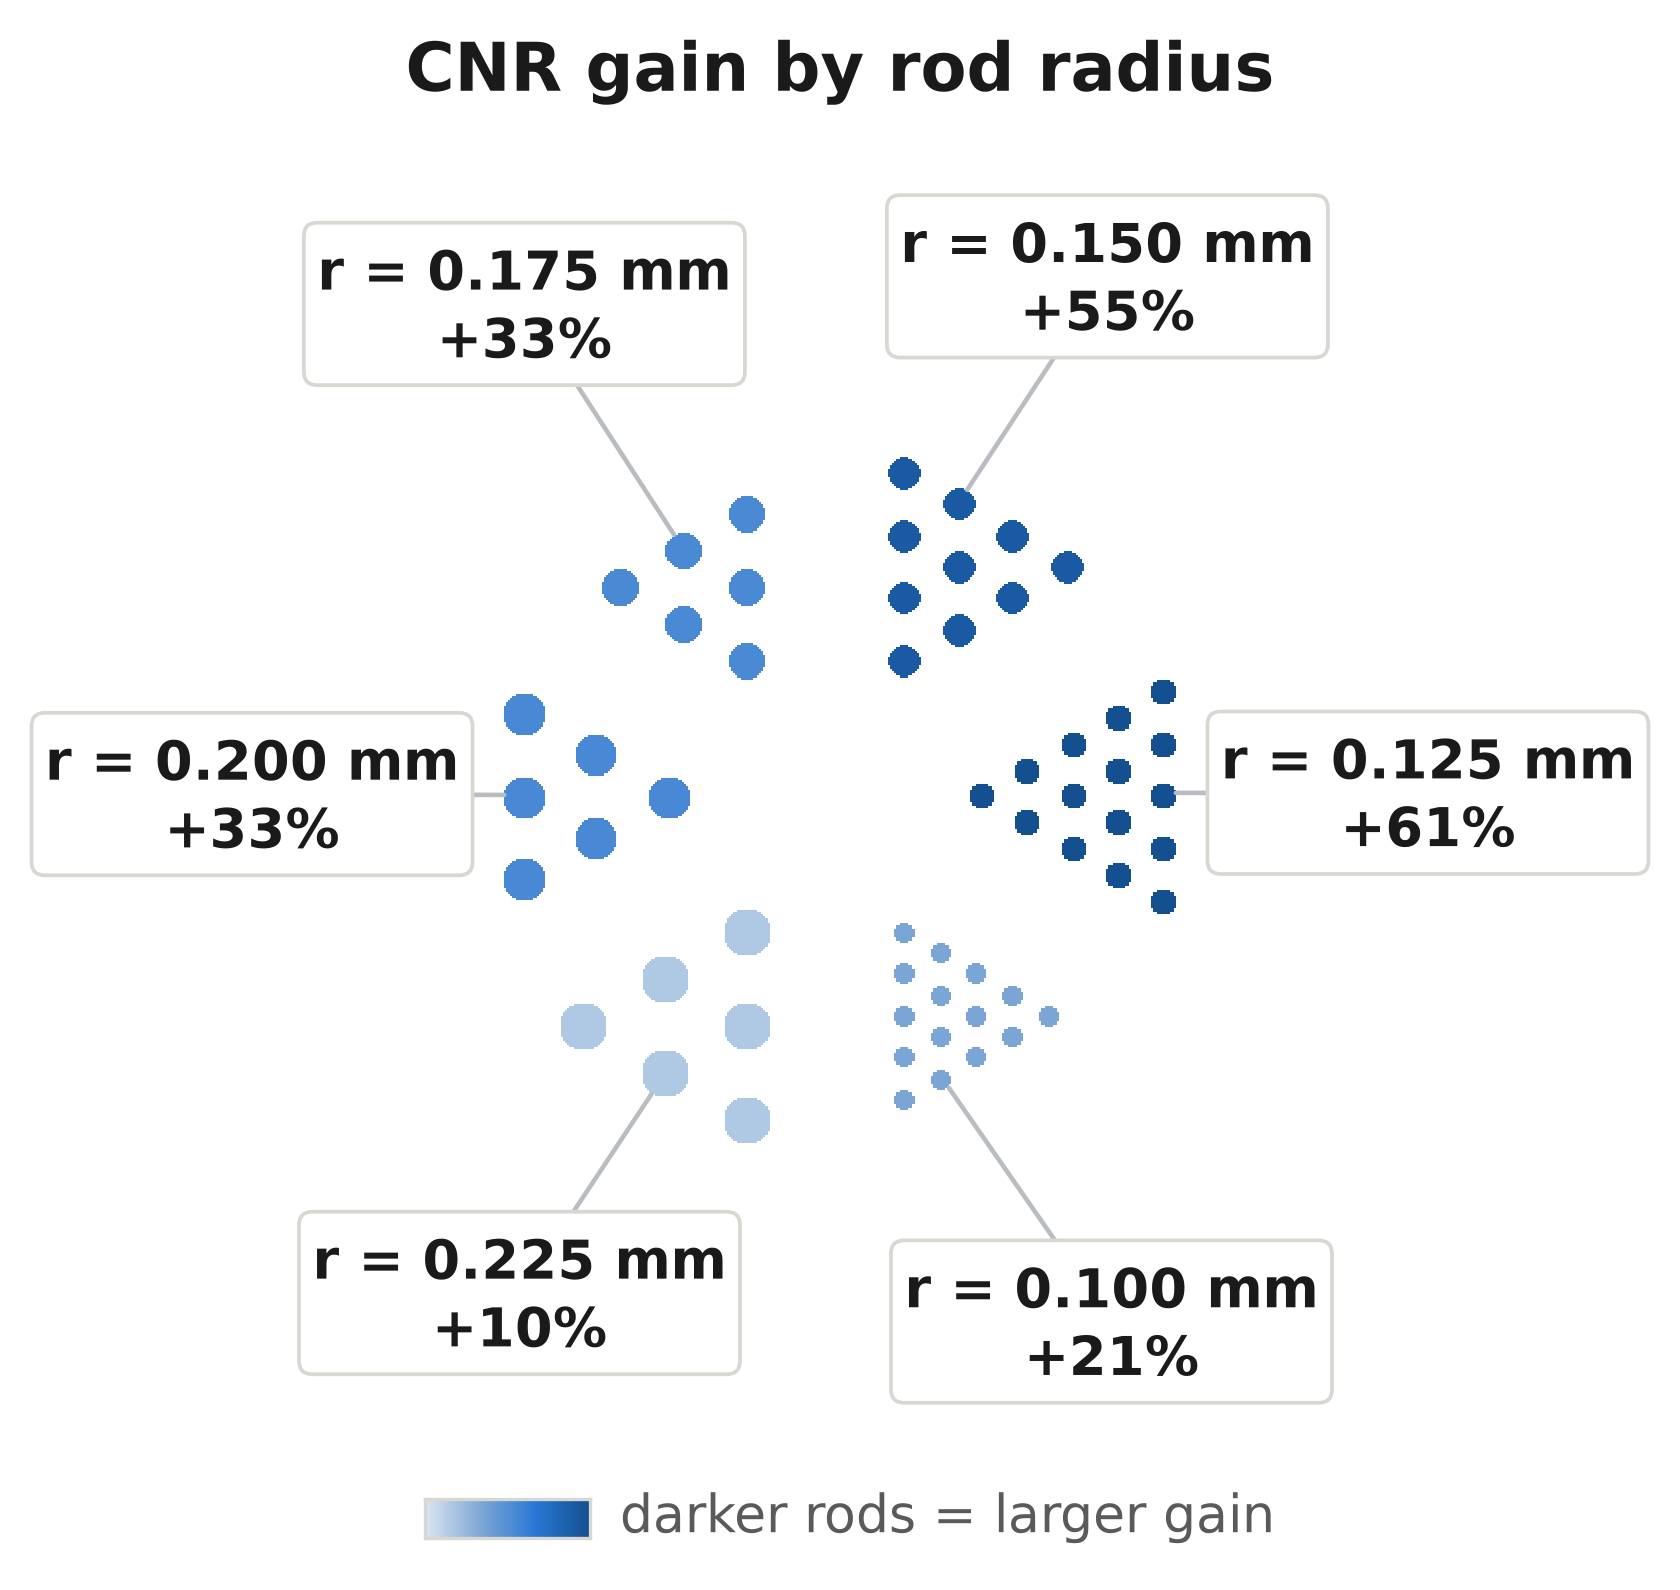 CNR gain by rod radius
r = 0.175 mm
+33%
r = 0.150 mm
+55%
r = 0.200 mm
+33%
r = 0.125 mm
+61%
r = 0.225 mm
+10%
r = 0.100 mm
+21%
darker rods = larger gain